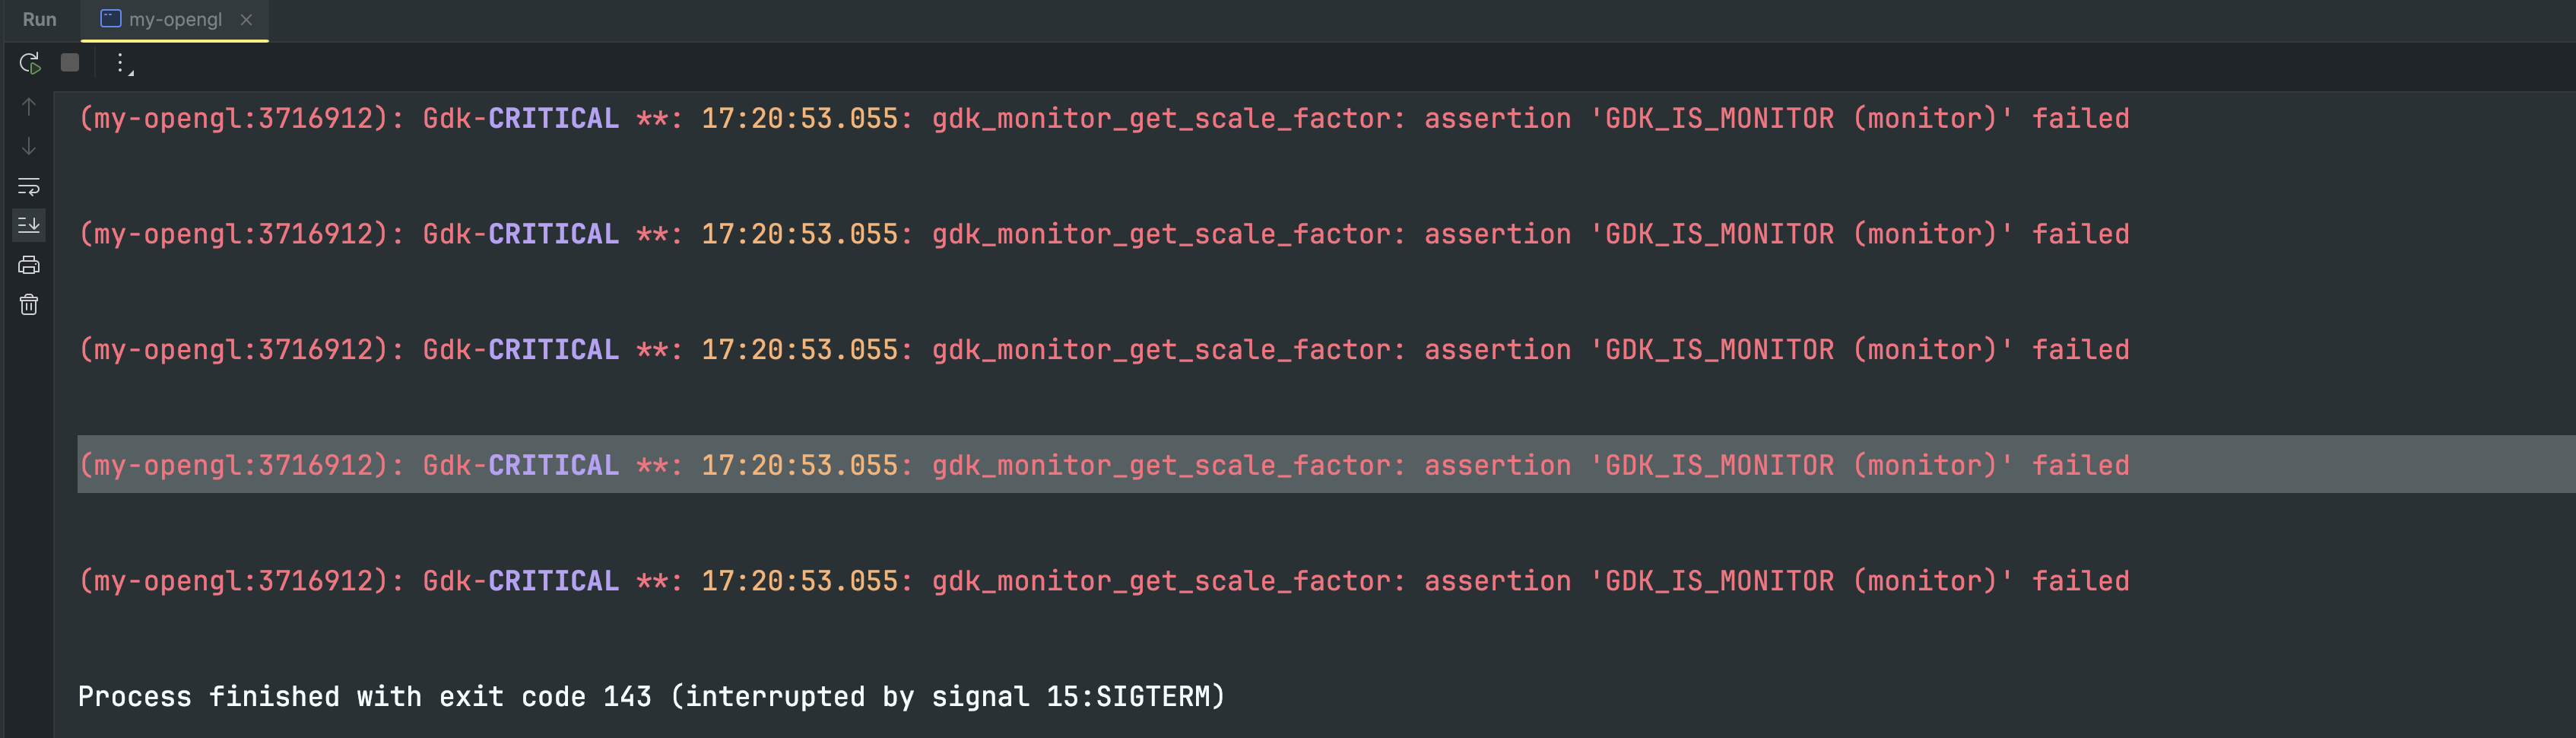 Run my-opengl
(my-opengl:3716912): Gdk-CRITICAL **: 17:20:53.055: gdk_monitor_get_scale_factor: assertion 'GDK_IS_MONITOR (monitor)' failed
(my-opengl:3716912): Gdk-CRITICAL **: 17:20:53.055: gdk_monitor_get_scale_factor: assertion 'GDK_IS_MONITOR (monitor)' failed
(my-opengl:3716912): Gdk-CRITICAL **: 17:20:53.055: gdk_monitor_get_scale_factor: assertion 'GDK_IS_MONITOR (monitor)' failed
(my-opengl:3716912): Gdk-CRITICAL **: 17:20:53.055: gdk_monitor_get_scale_factor: assertion 'GDK_IS_MONITOR (monitor)' failed
(my-opengl:3716912): Gdk-CRITICAL **: 17:20:53.055: gdk_monitor_get_scale_factor: assertion 'GDK_IS_MONITOR (monitor)' failed
Process finished with exit code 143 (interrupted by signal 15:SIGTERM)